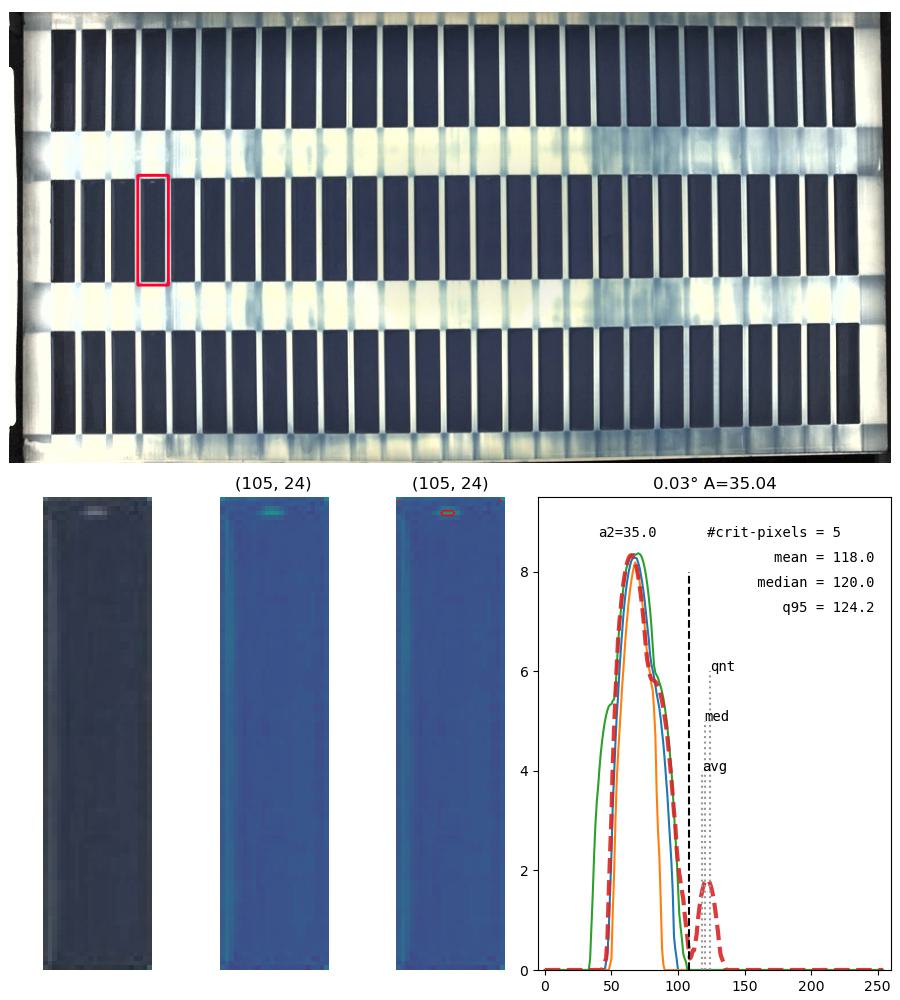 (105, 24)
(105, 24)
0.03° A=35.04
a2=35.0
#crit-pixels = 5
mean = 118.0
median = 120.0
q95 = 124.2
qnt
med
avg
8
6
4
2
0
0 50 100 150 200 250